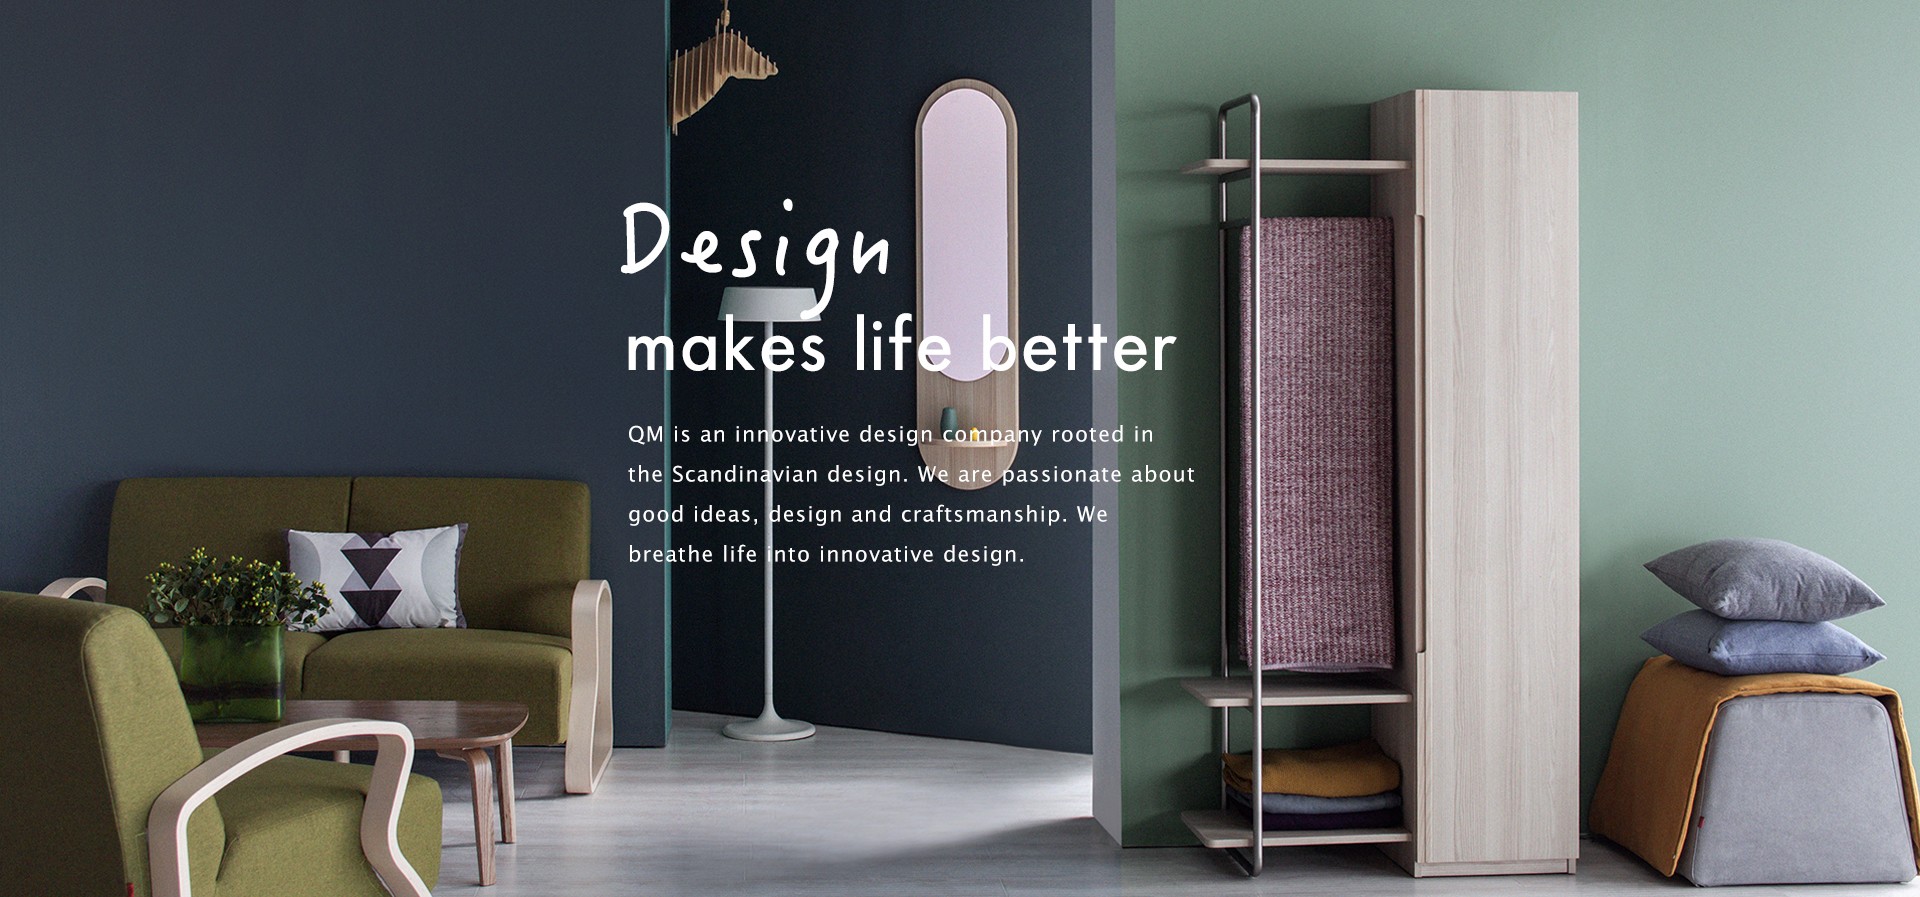 Design
makes life better
QM is an innovative design company rooted in
the Scandinavian design. We are passionate about
good ideas, design and craftsmanship. We
breathe life into innovative design.